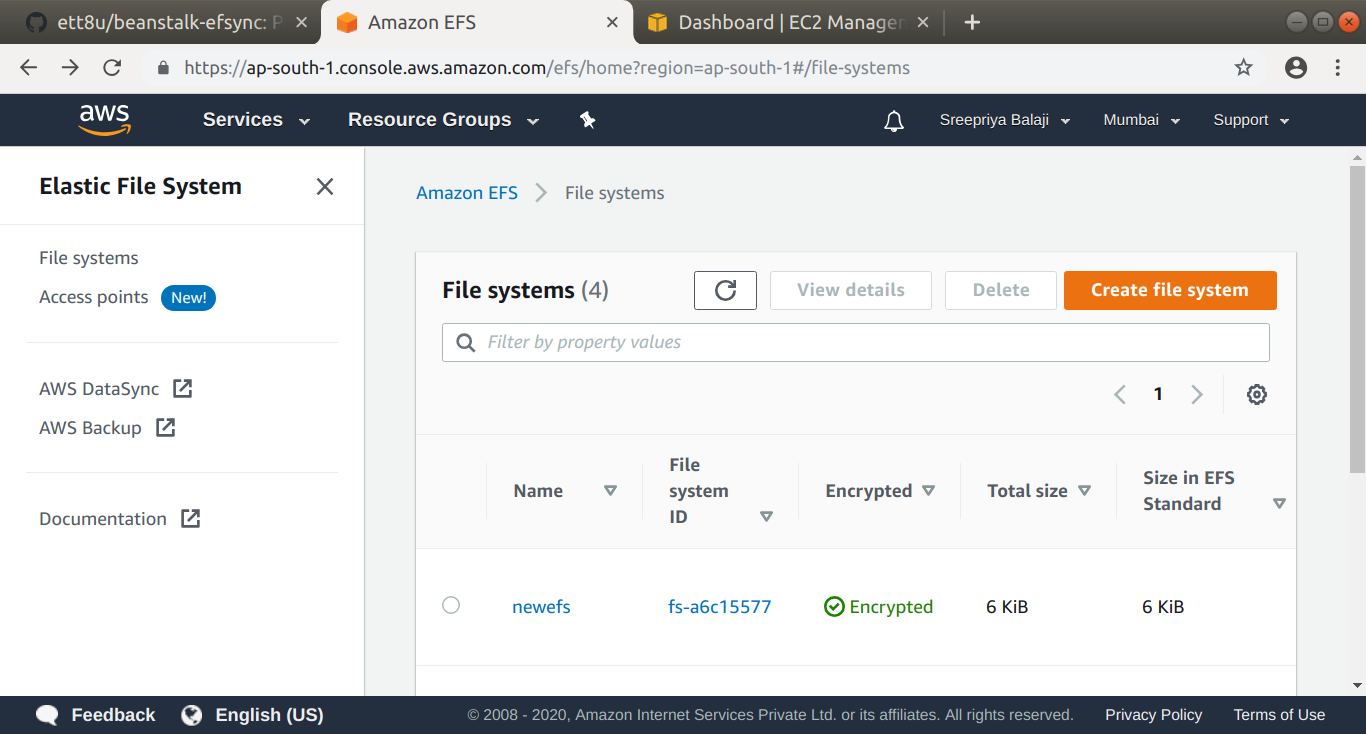 ett8u/beanstalk-efsync: P
Amazon EFS
Dashboard | EC2 Manager
https://ap-south-1.console.aws.amazon.com/efs/home?region=ap-south-1#/file-systems
aws
Services
Resource Groups
Sreepriya Balaji
Mumbai
Support
Elastic File System
File systems
Access points New!
AWS DataSync
AWS Backup
Documentation
Amazon EFS
File systems
File systems (4)
View details
Delete
Create file system
Filter by property values
1
Name
File
system
ID
Encrypted
Total size
Size in EFS
Standard
newefs
fs-a6c15577
Encrypted
6 KiB
6 KiB
Feedback
English (US)
© 2008 - 2020, Amazon Internet Services Private Ltd. or its affiliates. All rights reserved.
Privacy Policy
Terms of Use